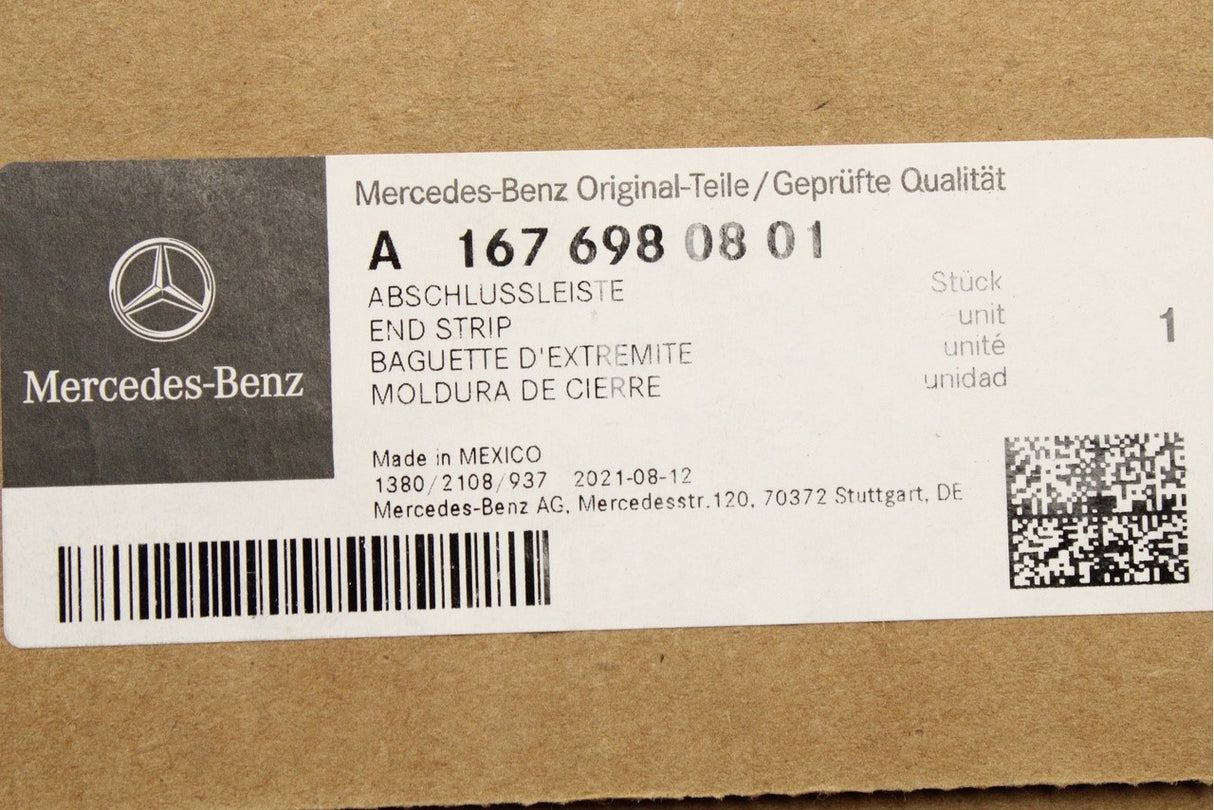 Mercedes-Benz
Mercedes-Benz Original-Teile/Geprüfte Qualität
A 167 698 08 01
ABSCHLUSSLEISTE
END STRIP
BAGUETTE D'EXTREMITE
MOLDURA DE CIERRE
Stück
unit
unité
unidad
1
Made in MEXICO
1380/2108/937 2021-08-12
Mercedes-Benz AG, Mercedesstr.120, 70372 Stuttgart, DE